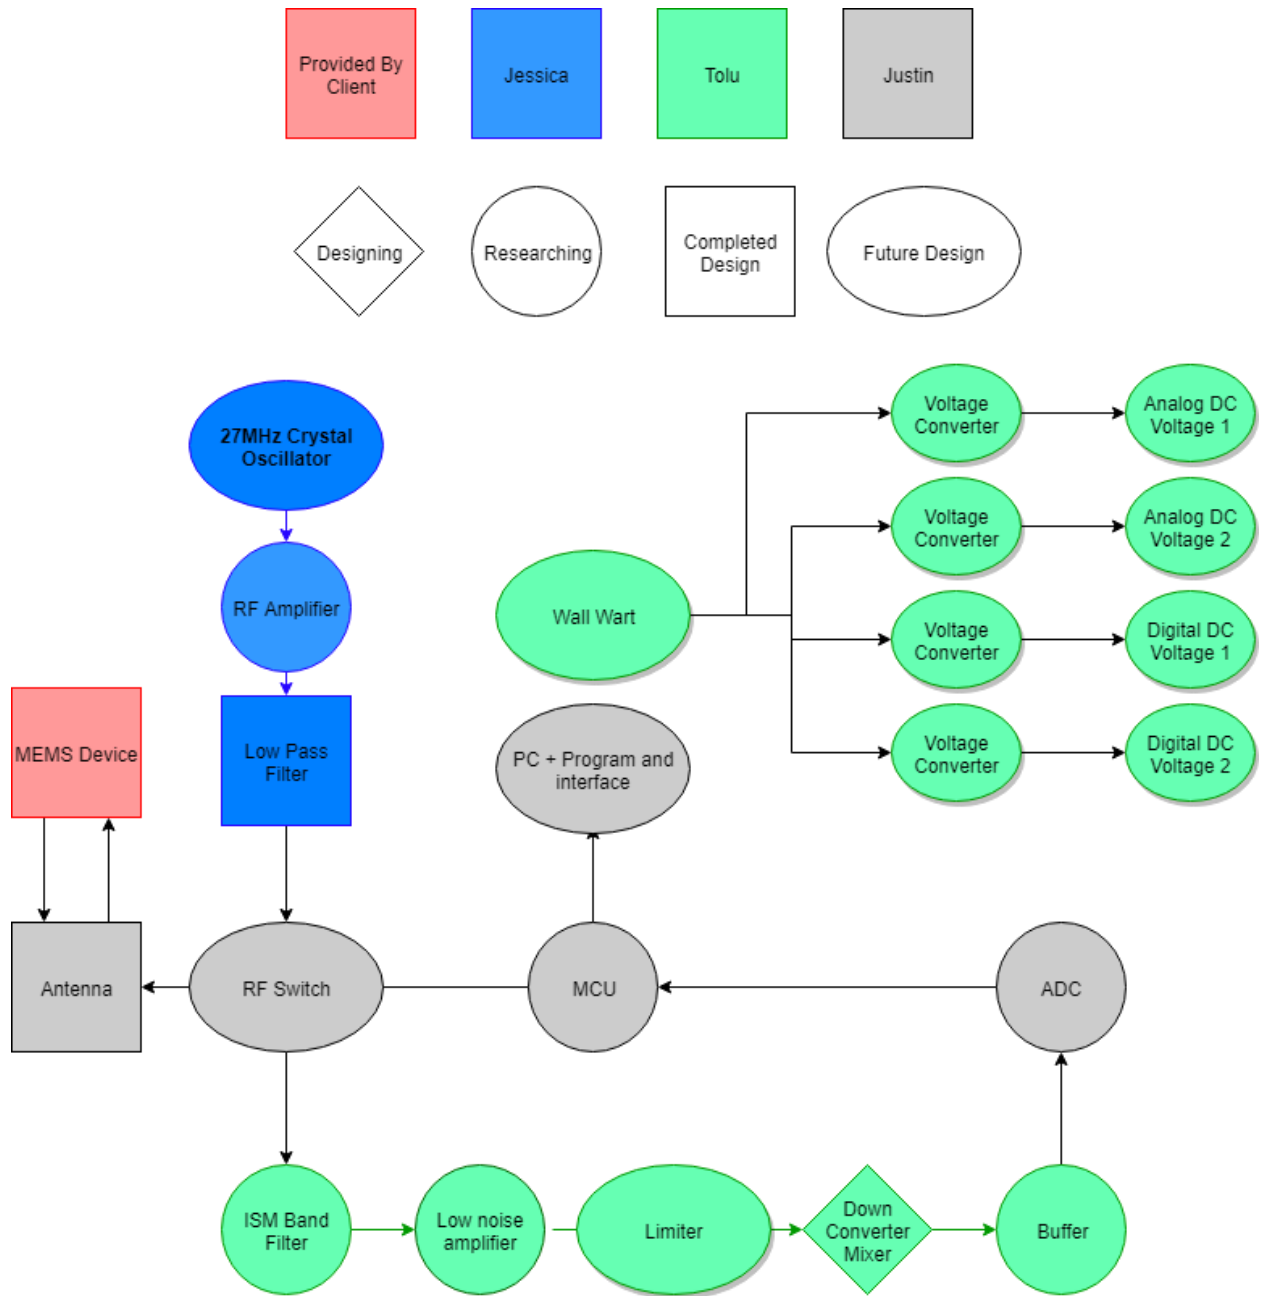 Provided By
Client
Jessica
Tolu
Justin
Designing
Researching
Completed
Design
Future Design
27MHz Crystal
Oscillator
RF Amplifier
Low Pass
Filter
MEMS Device
Antenna
RF Switch
Wall Wart
PC + Program and
interface
MCU
ADC
Voltage
Converter
Analog DC
Voltage 1
Voltage
Converter
Analog DC
Voltage 2
Voltage
Converter
Digital DC
Voltage 1
Voltage
Converter
Digital DC
Voltage 2
ISM Band
Filter
Low noise
amplifier
Limiter
Down
Converter
Mixer
Buffer